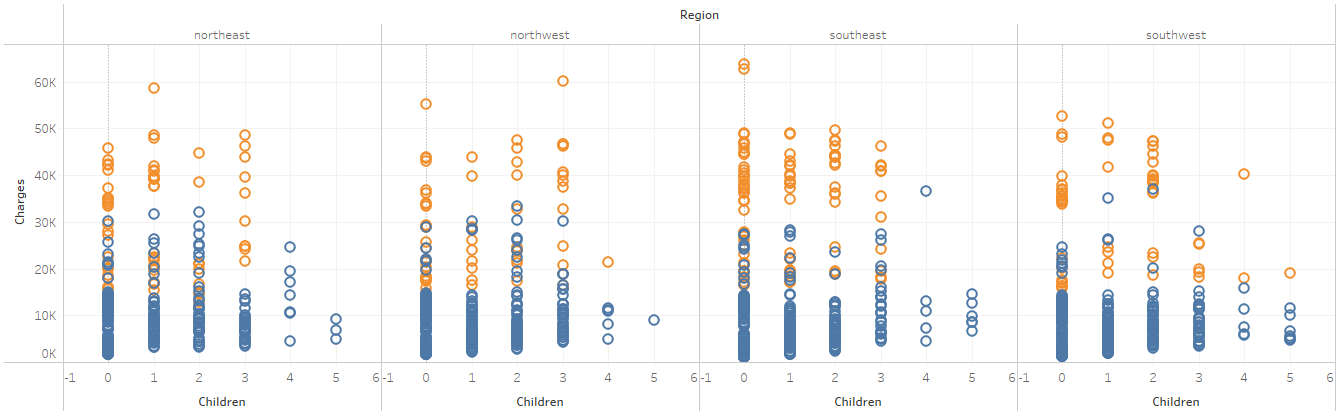 Region
northeast northwest southeast southwest
60K
50K
40K
30K
20K
10K
0K
Charges
-1 0 1 2 3 4 5 6 -1 0 1 2 3 4 5 6 -1 0 1 2 3 4 5 6 -1 0 1 2 3 4 5 6
Children Children Children Children